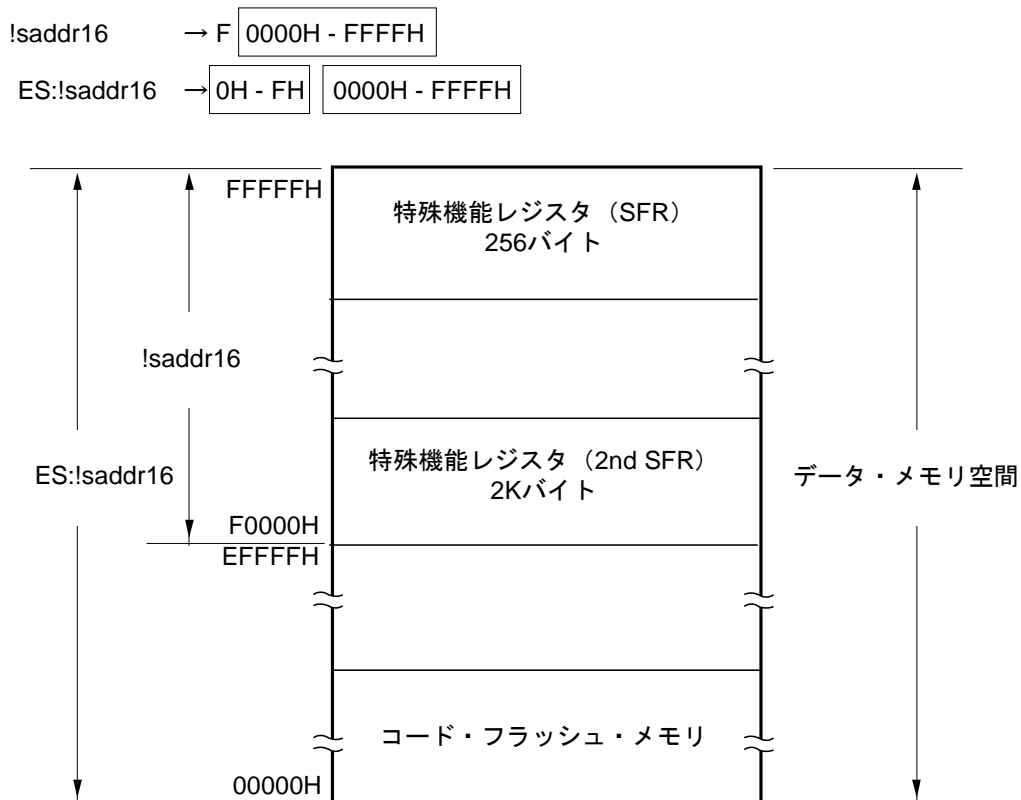 !saddr16 → F 0000H - FFFFH
ES:!saddr16 → 0H - FH 0000H - FFFFH
FFFFFH
特殊機能レジスタ（SFR）
256バイト
!saddr16
特殊機能レジスタ（2nd SFR）
2Kバイト
ES:!saddr16
データ・メモリ空間
F0000H
EFFFFH
コード・フラッシュ・メモリ
00000H